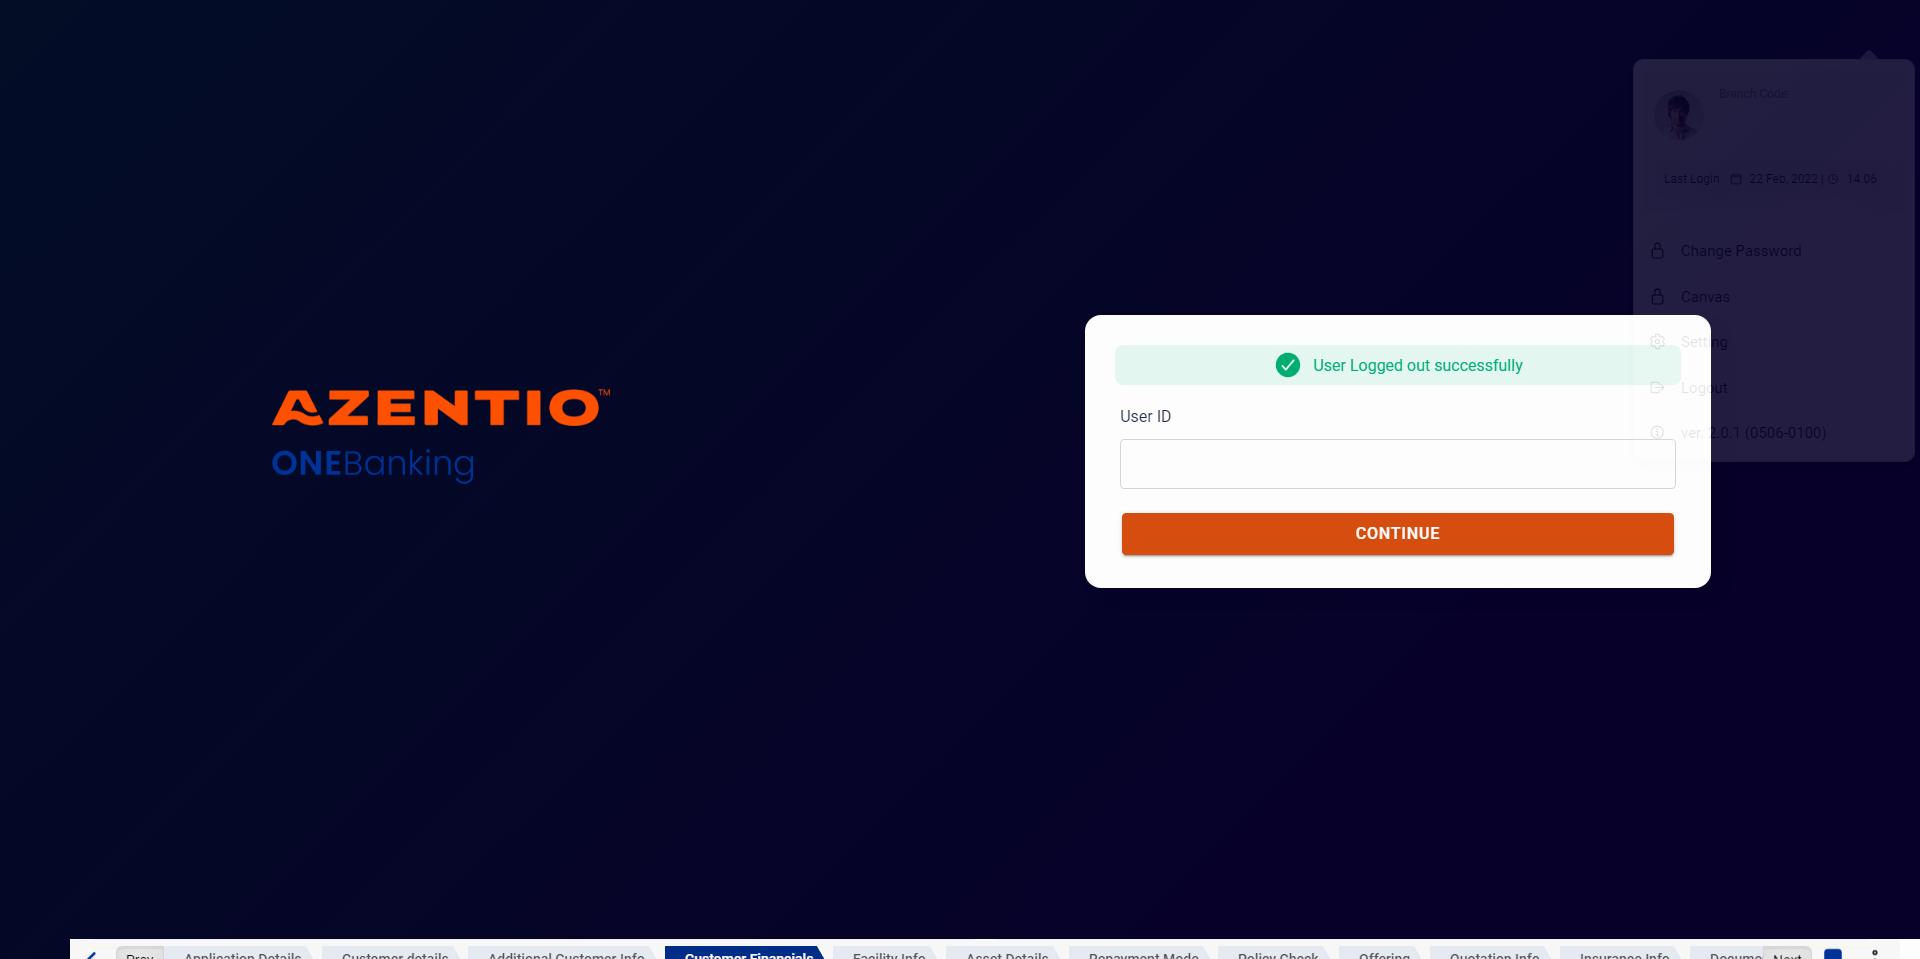 Branch Code:
Last Login 22 Feb, 2022 | 14:06
Change Password
Canvas
Setting
Logout
ver. 2.0.1 (0506-0100)
User Logged out successfully
User ID
CONTINUE
AZENTIO™
ONEBanking
Prev Application Details Customer details Additional Customer Info Customer Financials Facility Info Asset Details Repayment Mode Policy Check Offering Quotation Info Insurance Info Docume Next